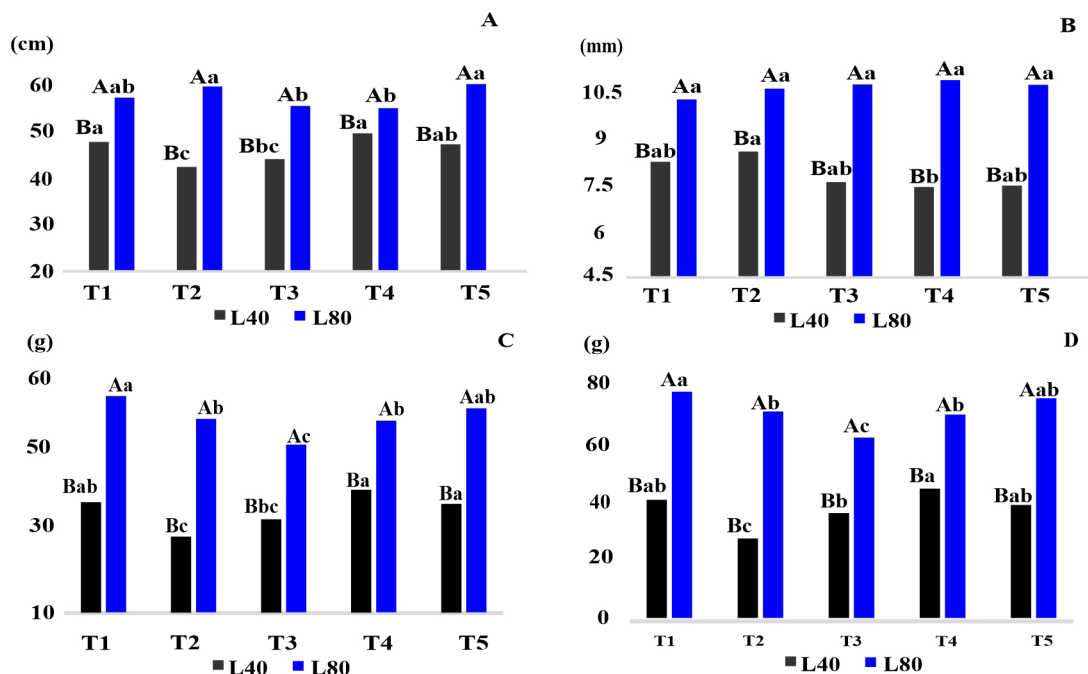 A
(cm)
60
50
40
30
20
Aab
Aa
Ab
Ab
Aa
Ba
Bc
Bbc
Ba
Bab
T1 T2 T3 T4 T5
L40 L80
B
(mm)
10.5
9
7.5
6
4.5
Aa
Aa
Aa
Aa
Aa
Bab
Ba
Bab
Bb
Bab
T1 T2 T3 T4 T5
L40 L80
C
(g)
60
50
30
10
Aa
Ab
Ac
Ab
Aab
Bab
Bc
Bbc
Ba
Ba
T1 T2 T3 T4 T5
L40 L80
D
(g)
80
60
40
20
0
Aa
Ab
Ac
Ab
Aab
Bab
Bc
Bb
Ba
Bab
T1 T2 T3 T4 T5
L40 L80